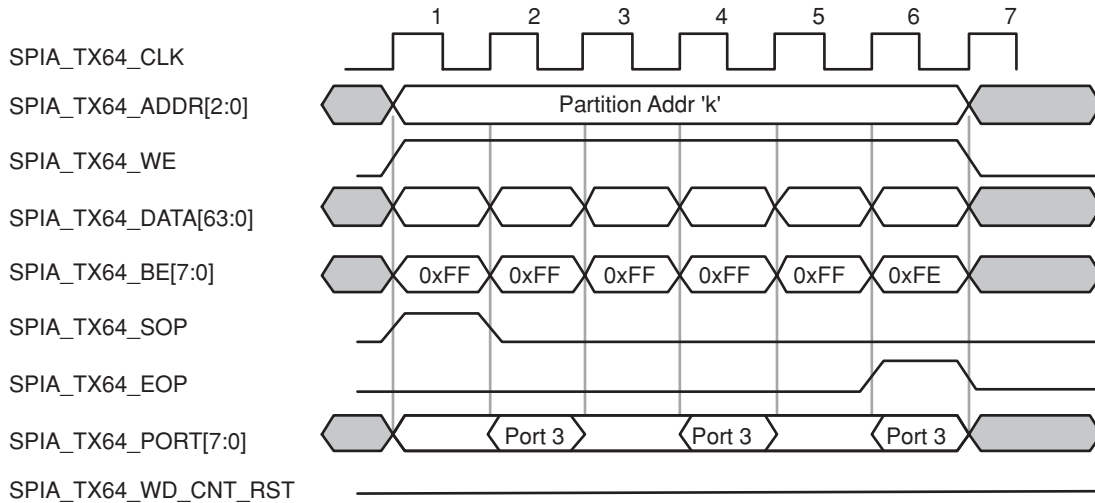 1 2 3 4 5 6 7
SPIA_TX64_CLK
SPIA_TX64_ADDR[2:0] Partition Addr 'k'
SPIA_TX64_WE
SPIA_TX64_DATA[63:0]
SPIA_TX64_BE[7:0] 0xFF 0xFF 0xFF 0xFF 0xFF 0xFE
SPIA_TX64_SOP
SPIA_TX64_EOP
SPIA_TX64_PORT[7:0] Port 3 Port 3 Port 3
SPIA_TX64_WD_CNT_RST